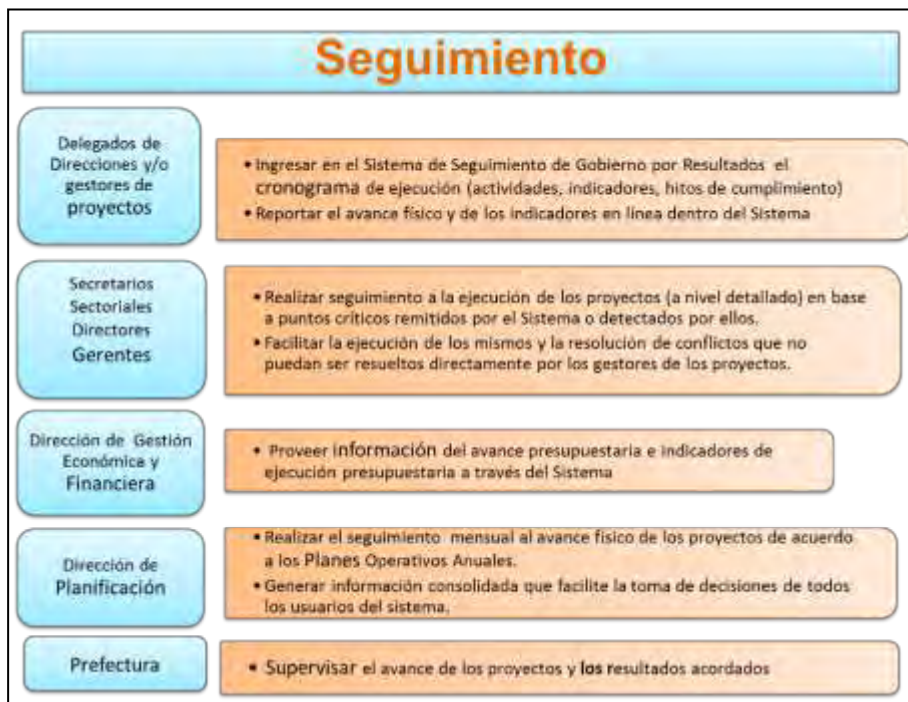 Seguimiento
Delegados de
Direcciones y/o
gestores de
proyectos
• Ingresar en el Sistema de Seguimiento de Gobierno por Resultados el
cronograma de ejecución (actividades, indicadores, hitos de cumplimiento)
• Reportar el avance físico y de los indicadores en línea dentro del Sistema
Secretarios
Sectoriales
Directores
Gerentes
• Realizar seguimiento a la ejecución de los proyectos (a nivel detallado) en base
a puntos críticos remitidos por el Sistema o detectados por ellos.
• Facilitar la ejecución de los mismos y la resolución de conflictos que no
puedan ser resueltos directamente por los gestores de los proyectos.
Dirección de Gestión
Económica y
Financiera
• Proveer información del avance presupuestaria e indicadores de
ejecución presupuestaria a través del Sistema
Dirección de
Planificación
• Realizar el seguimiento mensual al avance físico de los proyectos de acuerdo
a los Planes Operativos Anuales.
• Generar información consolidada que facilite la toma de decisiones de todos
los usuarios del sistema.
Prefectura
• Supervisar el avance de los proyectos y los resultados acordados